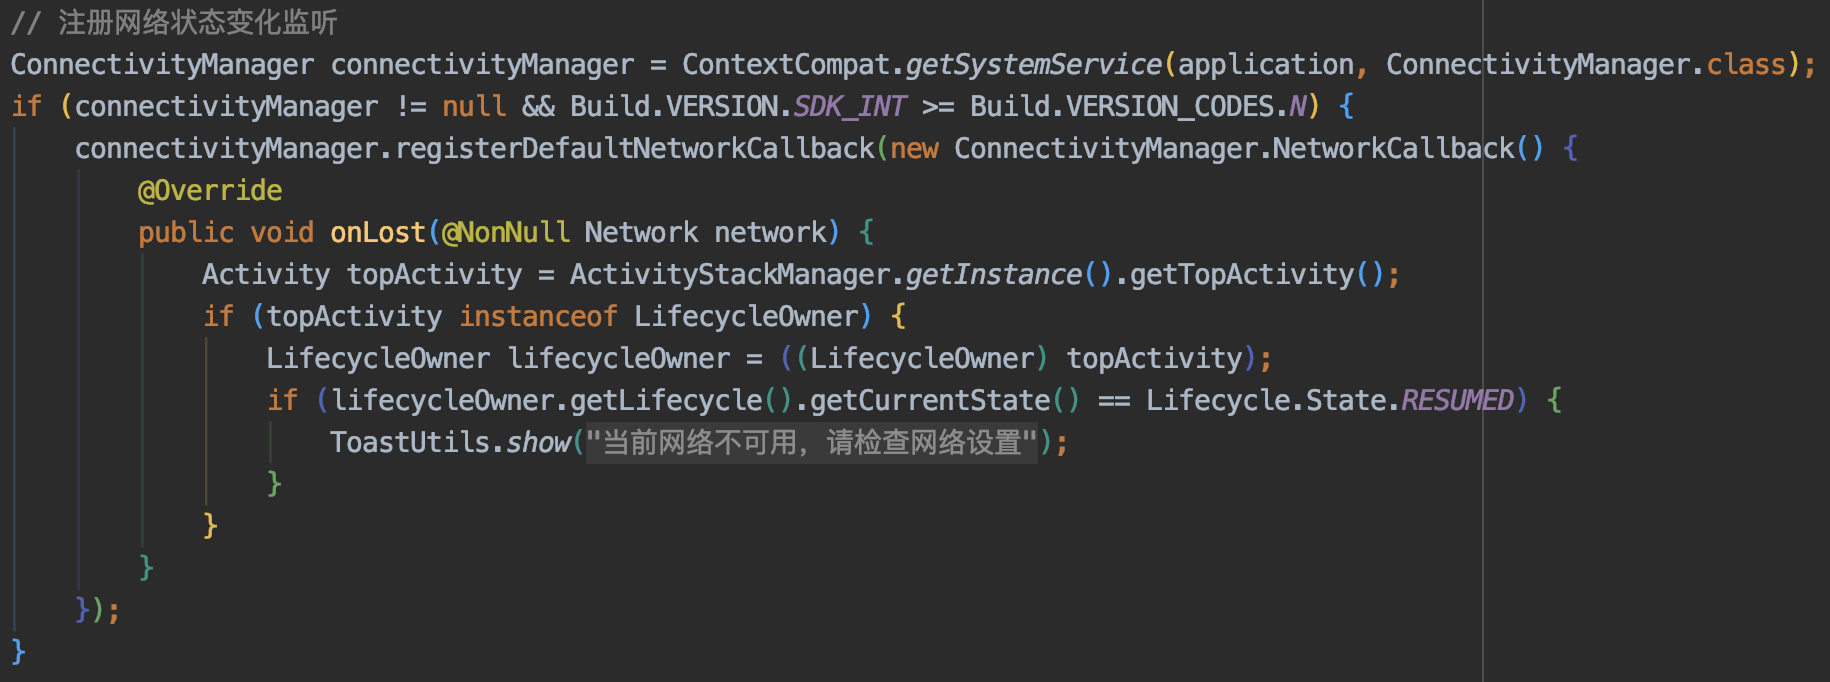 // 注册网络状态变化监听
ConnectivityManager connectivityManager = ContextCompat.getSystemService(application, ConnectivityManager.class);
if (connectivityManager != null && Build.VERSION.SDK_INT >= Build.VERSION_CODES.N) {
    connectivityManager.registerDefaultNetworkCallback(new ConnectivityManager.NetworkCallback() {
        @Override
        public void onLost(@NonNull Network network) {
            Activity topActivity = ActivityStackManager.getInstance().getTopActivity();
            if (topActivity instanceof LifecycleOwner) {
                LifecycleOwner lifecycleOwner = ((LifecycleOwner) topActivity);
                if (lifecycleOwner.getLifecycle().getCurrentState() == Lifecycle.State.RESUMED) {
                    ToastUtils.show("当前网络不可用，请检查网络设置");
                }
            }
        }
    });
}